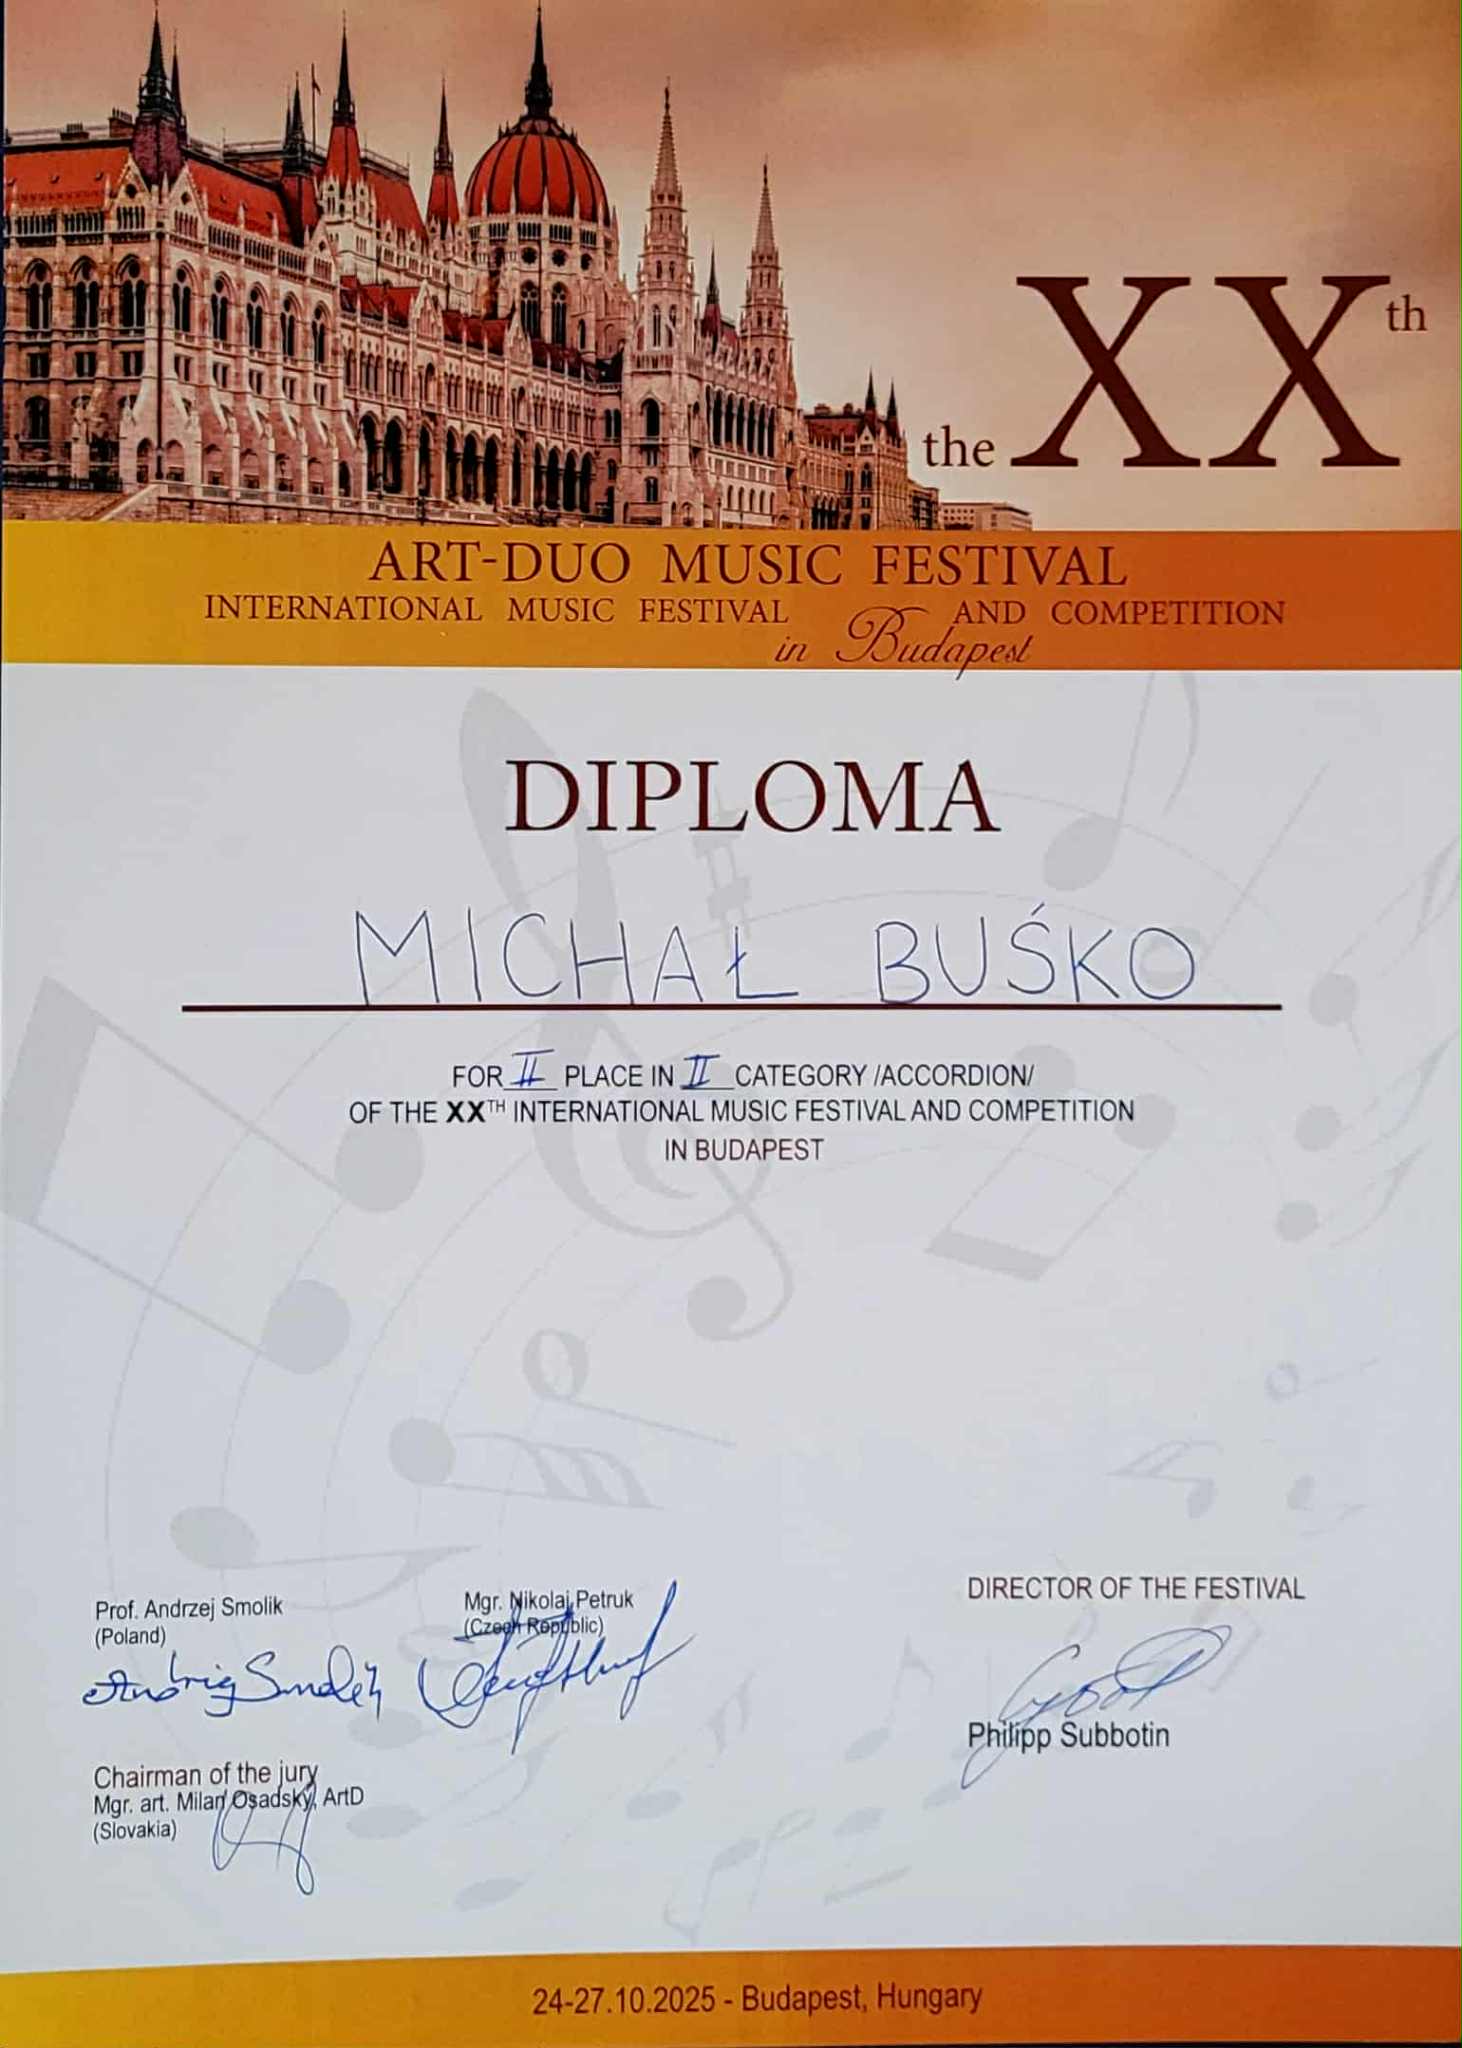 the XXth
ART-DUO MUSIC FESTIVAL
INTERNATIONAL MUSIC FESTIVAL AND COMPETITION
in Budapest
DIPLOMA
MICHAŁ BUŚKO
FOR II PLACE IN II CATEGORY /ACCORDION/
OF THE XXTH INTERNATIONAL MUSIC FESTIVAL AND COMPETITION
IN BUDAPEST
Prof. Andrzej Smolik
(Poland)
Andrzej Smolik
Mgr. Nikolaj Petruk
(Czech Republic)
Chairman of the jury
Mgr. art. Milan Osadský, ArtD
(Slovakia)
DIRECTOR OF THE FESTIVAL
Philipp Subbotin
24-27.10.2025 - Budapest, Hungary